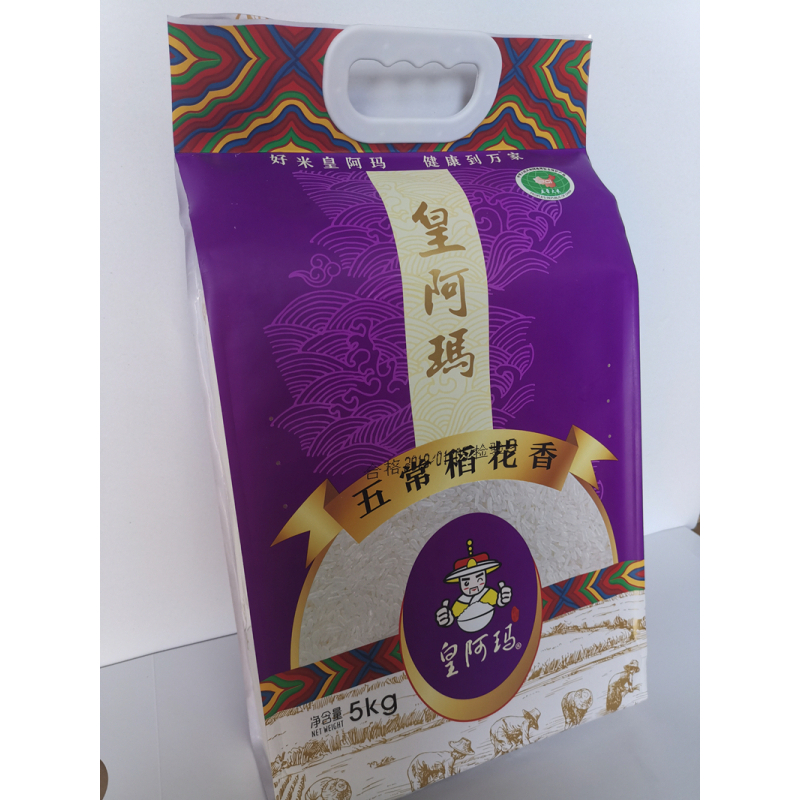 好米皇阿玛 健康到万家
皇阿瑪
五常稻花香
皇阿玛®
净含量 5kg
NET WEIGHT